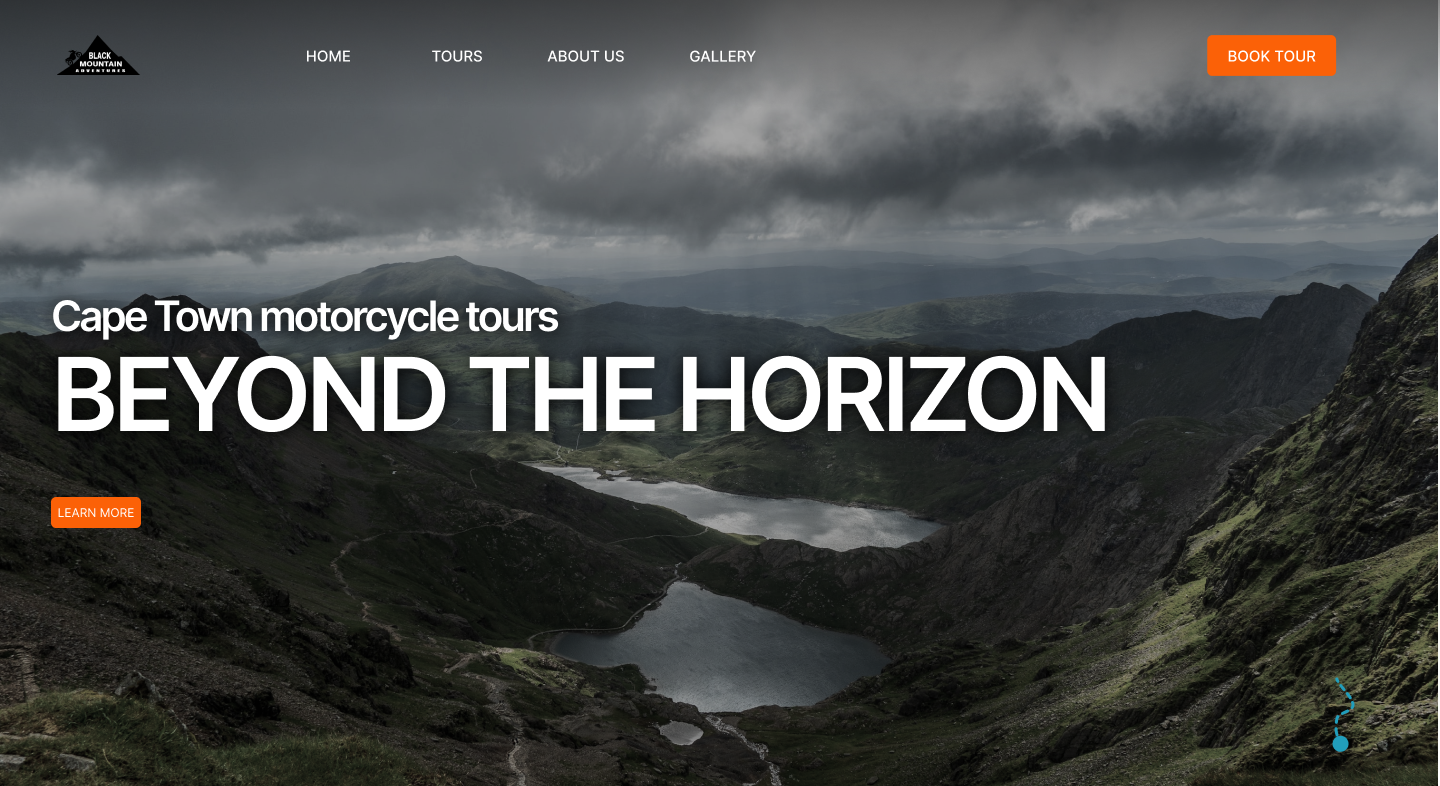 BLACK
MOUNTAIN
ADVENTURES
HOME
TOURS
ABOUT US
GALLERY
BOOK TOUR
Cape Town motorcycle tours
BEYOND THE HORIZON
LEARN MORE